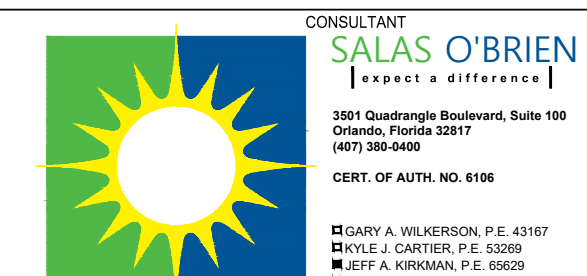 CONSULTANT
SALAS O'BRIEN
expect a difference
3501 Quadrangle Boulevard, Suite 100
Orlando, Florida 32817
(407) 380-0400
CERT. OF AUTH. NO. 6106
GARY A. WILKERSON, P.E. 43167
KYLE J. CARTIER, P.E. 53269
JEFF A. KIRKMAN, P.E. 65629